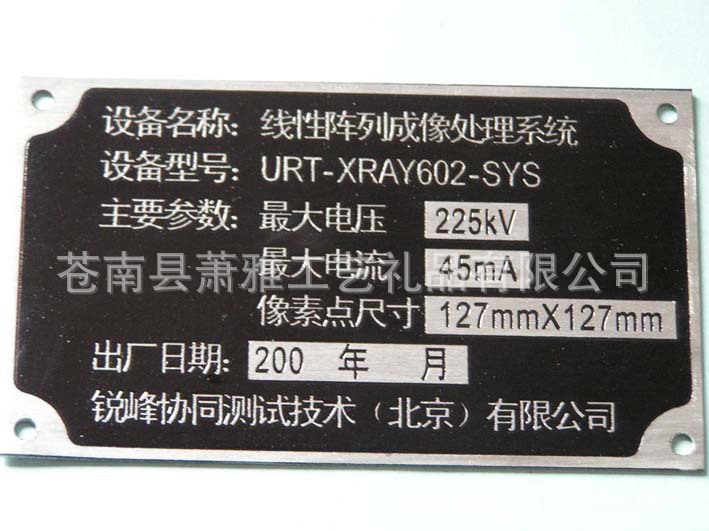 设备名称：线性阵列成像处理系统
设备型号：URT-XRAY602-SYS
主要参数：最大电压 225kV
最大电流 45mA
苍南县萧雅工艺礼品有限公司
像素点尺寸 127mmX127mm
出厂日期：200 年 月
锐峰协同测试技术（北京）有限公司